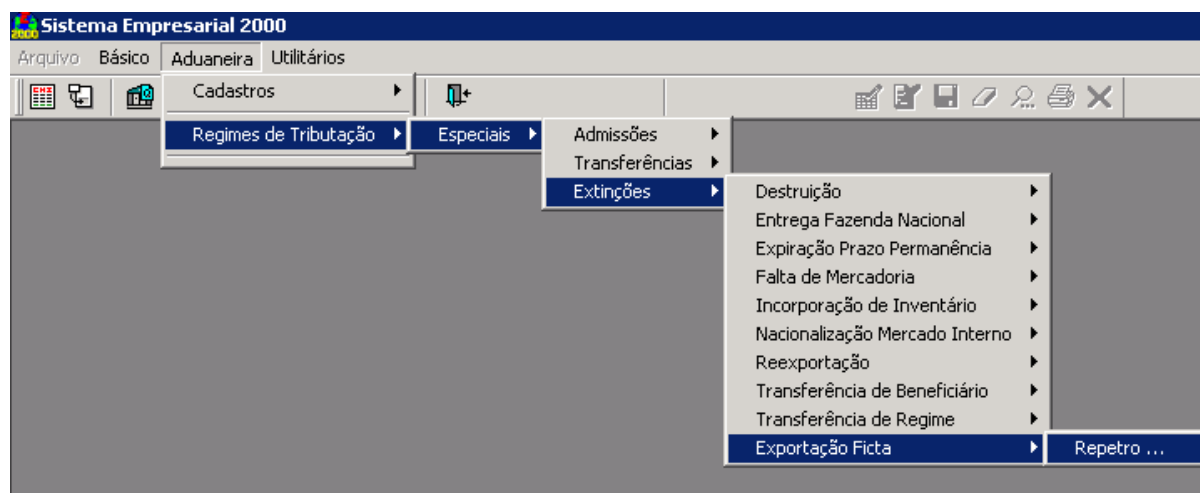 Sistema Empresarial 2000
Arquivo Básico Aduaneira Utilitários
Cadastros
Regimes de Tributação Especiais Admissões
Transferências
Extinções Destruição
Entrega Fazenda Nacional
Expiração Prazo Permanência
Falta de Mercadoria
Incorporação de Inventário
Nacionalização Mercado Interno
Reexportação
Transferência de Beneficiário
Transferência de Regime
Exportação Ficta Repetro ...